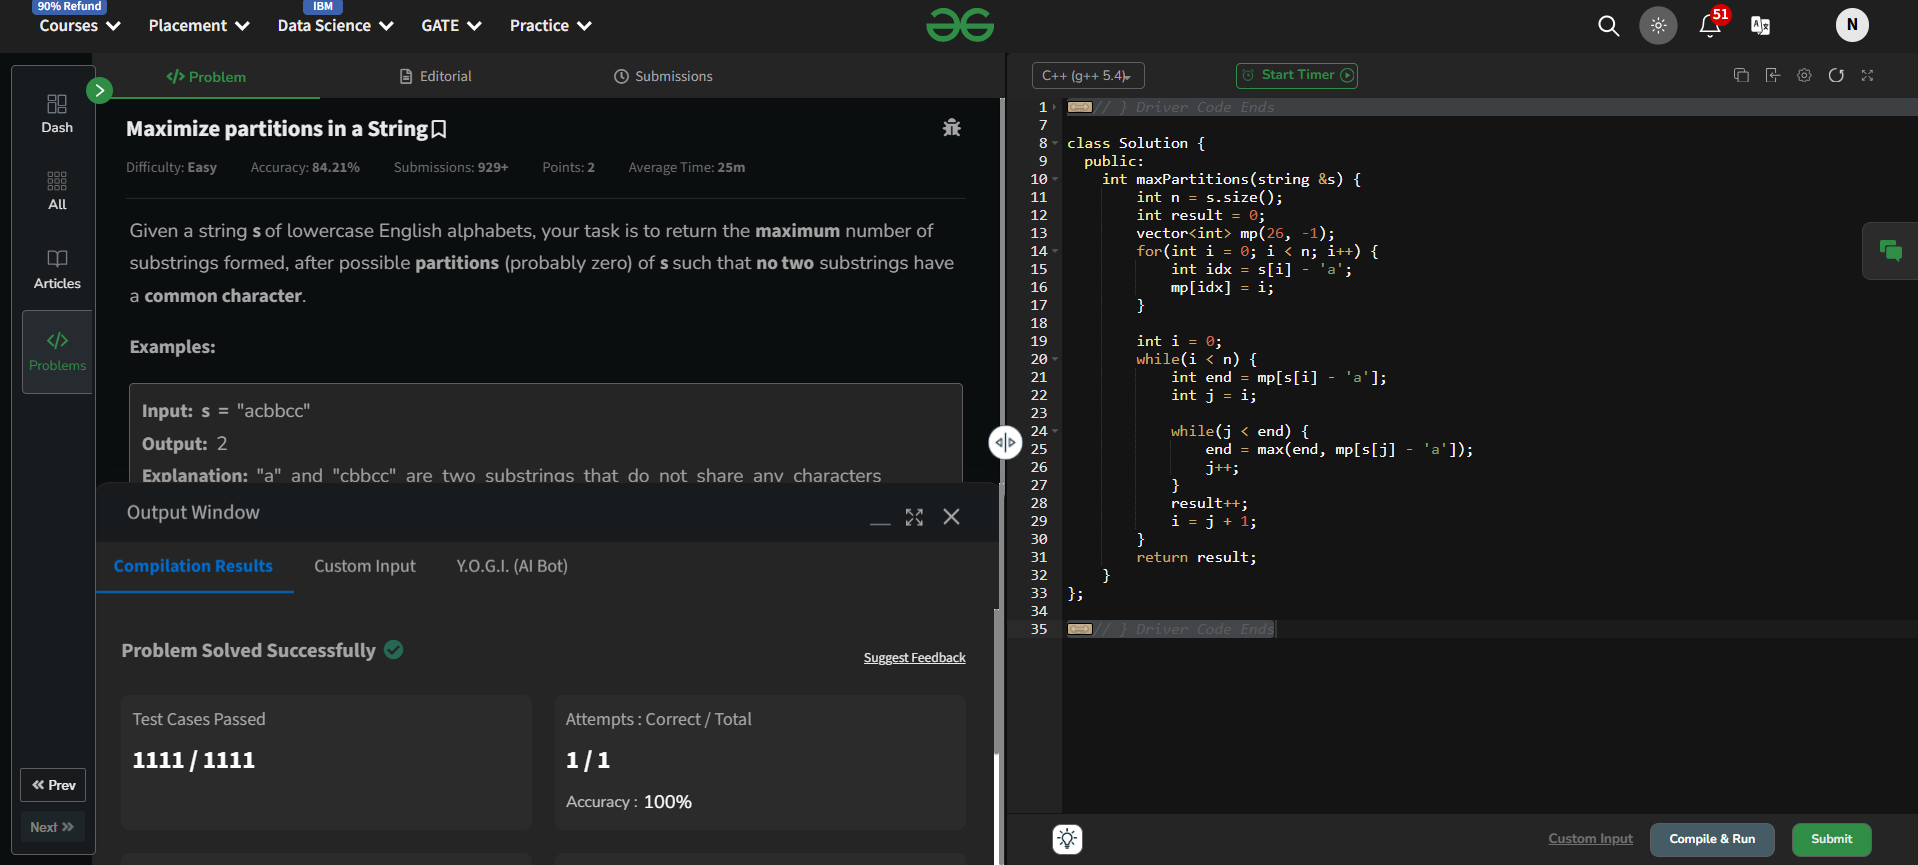 90% Refund
IBM
Courses Placement Data Science GATE Practice
51
N
Dash
All
Articles
Problems
Prev
Next
Problem Editorial Submissions
Maximize partitions in a String
Difficulty: Easy Accuracy: 84.21% Submissions: 929+ Points: 2 Average Time: 25m
Given a string s of lowercase English alphabets, your task is to return the maximum number of
substrings formed, after possible partitions (probably zero) of s such that no two substrings have
a common character.
Examples:
Input: s = "acbbcc"
Output: 2
Explanation: "a" and "cbbcc" are two substrings that do not share any characters
Output Window
Compilation Results Custom Input Y.O.G.I. (AI Bot)
Problem Solved Successfully
Suggest Feedback
Test Cases Passed
1111 / 1111
Attempts : Correct / Total
1 / 1
Accuracy : 100%
C++ (g++ 5.4)
Start Timer
1 // } Driver Code Ends
7
8 class Solution {
9 public:
10 int maxPartitions(string &s) {
11 int n = s.size();
12 int result = 0;
13 vector<int> mp(26, -1);
14 for(int i = 0; i < n; i++) {
15 int idx = s[i] - 'a';
16 mp[idx] = i;
17 }
18
19 int i = 0;
20 while(i < n) {
21 int end = mp[s[i] - 'a'];
22 int j = i;
23
24 while(j < end) {
25 end = max(end, mp[s[j] - 'a']);
26 j++;
27 }
28 result++;
29 i = j + 1;
30 }
31 return result;
32 }
33 };
34
35 // } Driver Code Ends
Custom Input Compile & Run Submit